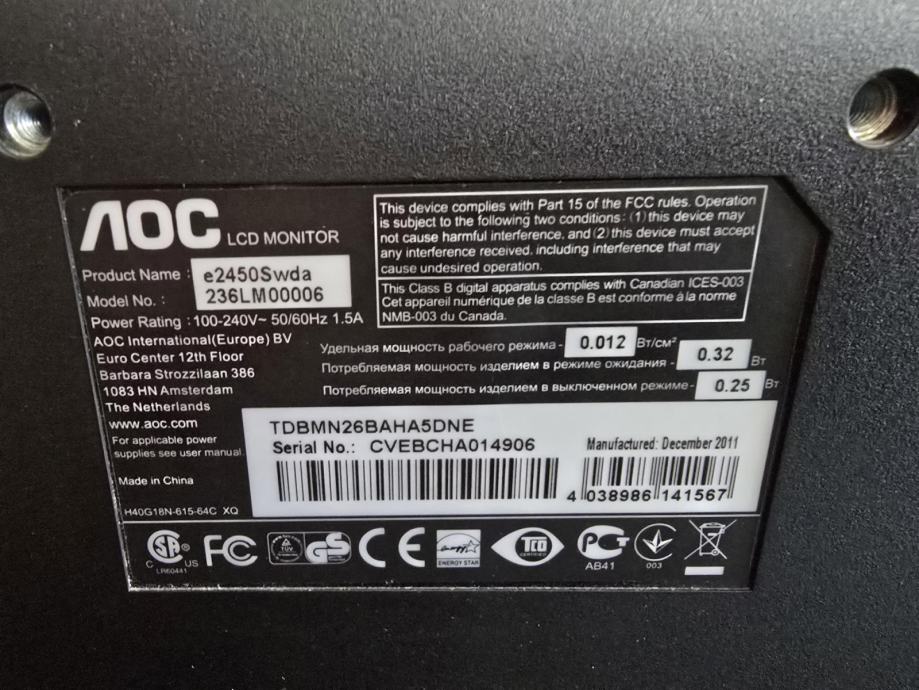 AOC LCD MONITOR
Product Name : e2450Swda
Model No. : 236LM00006
Power Rating : 100-240V~ 50/60Hz 1.5A
AOC International(Europe) BV
Euro Center 12th Floor
Barbara Strozzilaan 386
1083 HN Amsterdam
The Netherlands
www.aoc.com
For applicable power
supplies see user manual.
Made in China
H40G18N-615-64C XQ
This device complies with Part 15 of the FCC rules. Operation
is subject to the following two conditions: (1) this device may
not cause harmful interference, and (2) this device must accept
any interference received, including interference that may
cause undesired operation.
This Class B digital apparatus complies with Canadian ICES-003
Cet appareil numérique de la classe B est conforme à la norme
NMB-003 du Canada.
Удельная мощность рабочего режима - 0.012 Вт/см²
Потребляемая мощность изделием в режиме ожидания - 0.32 Вт
Потребляемая мощность изделием в выключенном режиме - 0.25 Вт
TDBMN26BAHA5DNE
Serial No.: CVEBCHA014906
Manufactured: December 2011
4 038986 141567
C SA ® US
LR60441
FC
TÜV
GS
CE
ENERGY STAR
TCO
CERTIFIED
РСТ
АВ41
003